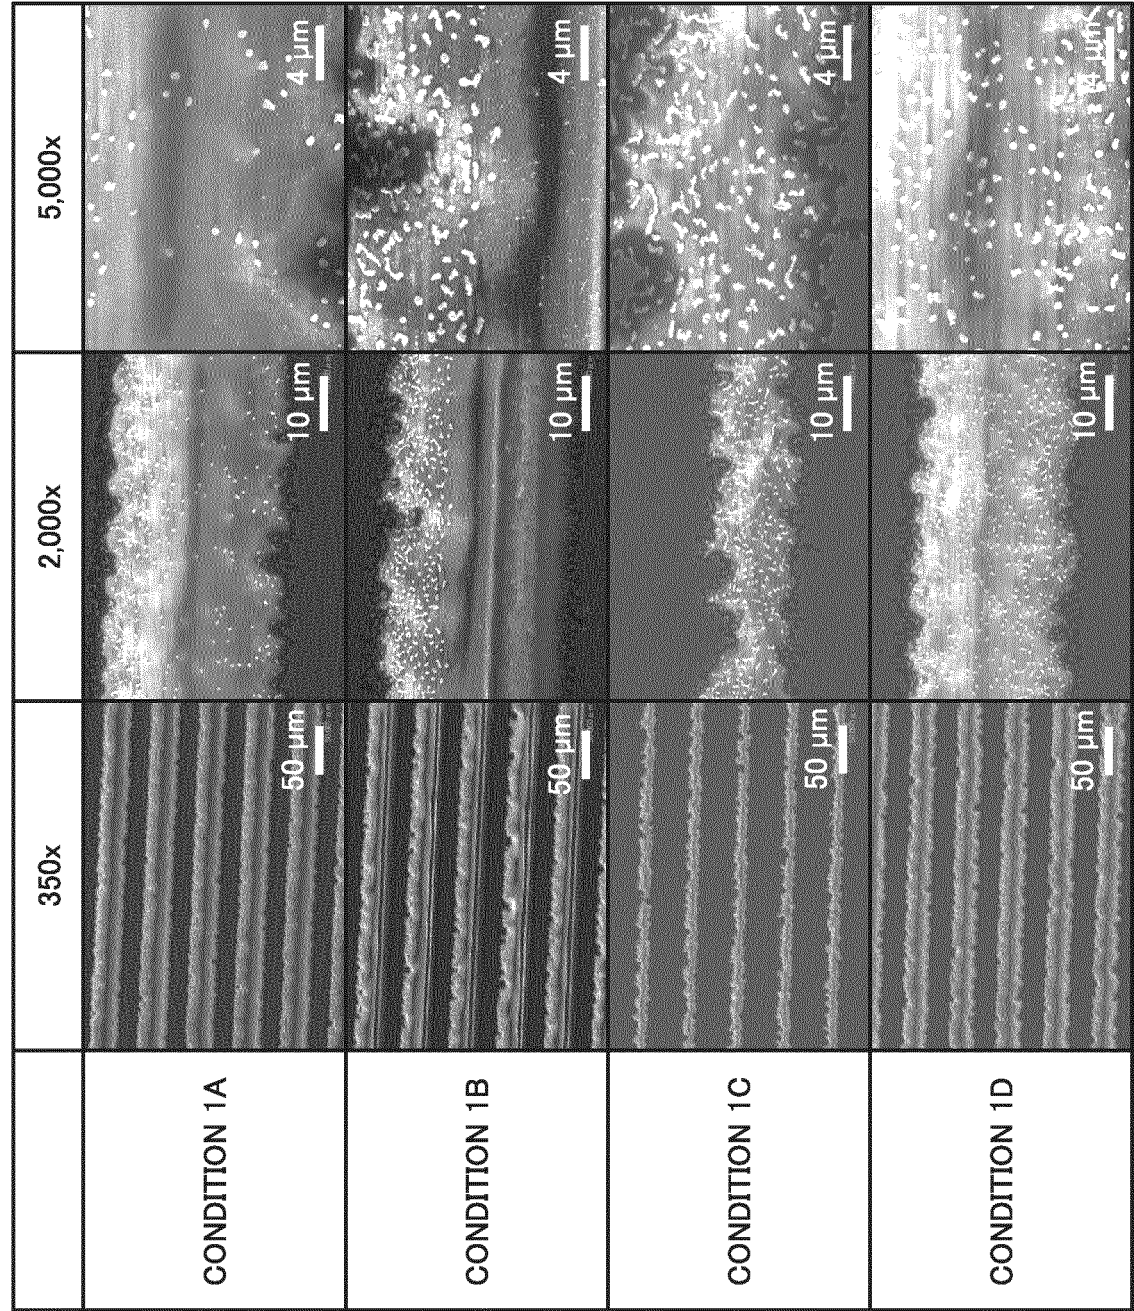 350x
2,000x
5,000x
CONDITION 1A
50 µm
10 µm
4 µm
CONDITION 1B
50 µm
10 µm
4 µm
CONDITION 1C
50 µm
10 µm
4 µm
CONDITION 1D
50 µm
10 µm
4 µm